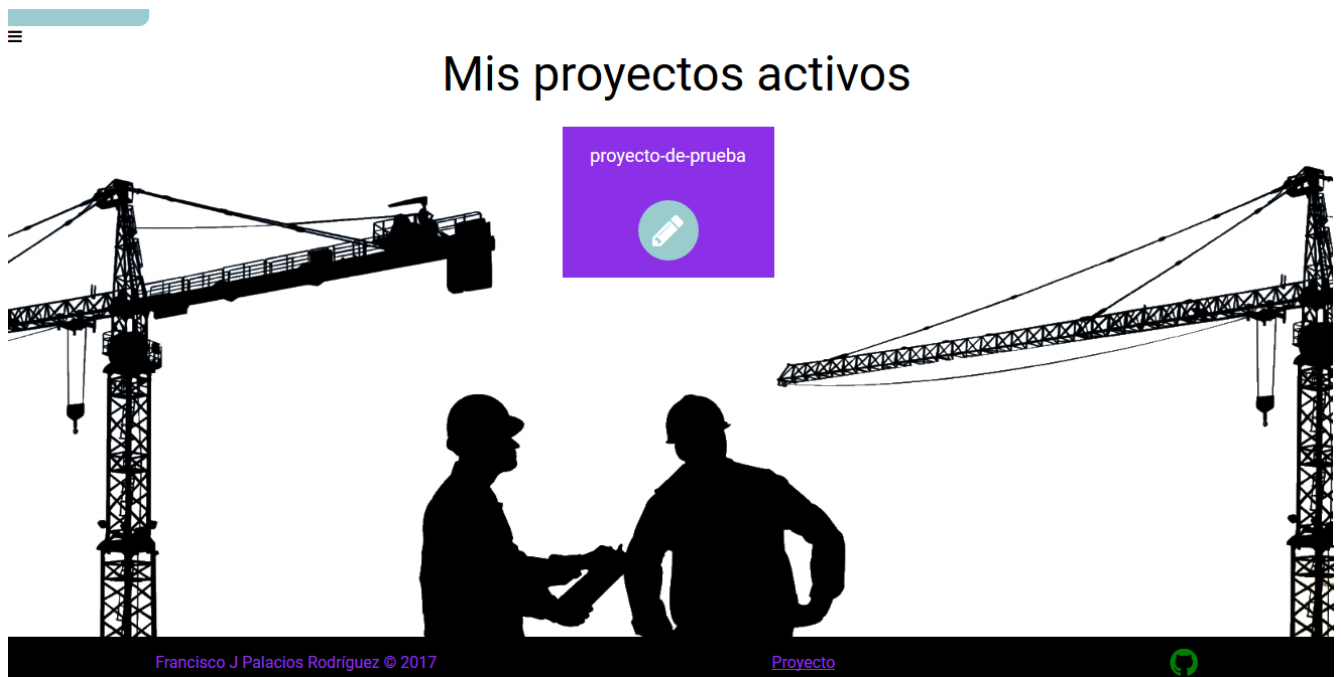 Mis proyectos activos
proyecto-de-prueba
Francisco J Palacios Rodríguez © 2017
Proyecto